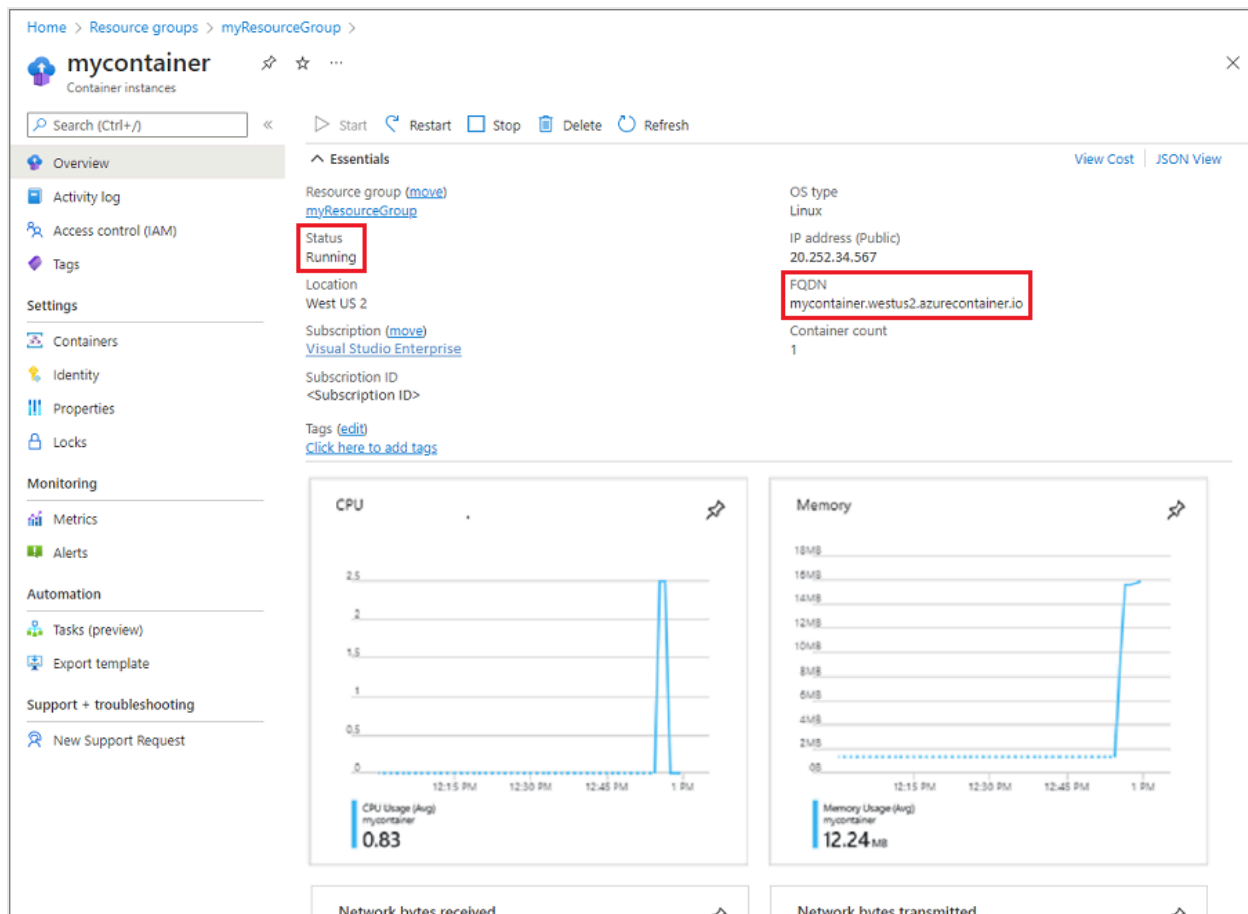 Home > Resource groups > myResourceGroup >
mycontainer
Container instances
Search (Ctrl+/)
«
Start
Restart
Stop
Delete
Refresh
Overview
Activity log
Access control (IAM)
Tags
Settings
Containers
Identity
Properties
Locks
Monitoring
Metrics
Alerts
Automation
Tasks (preview)
Export template
Support + troubleshooting
New Support Request
Essentials
View Cost
JSON View
Resource group (move)
myResourceGroup
Status
Running
Location
West US 2
Subscription (move)
Visual Studio Enterprise
Subscription ID
<Subscription ID>
Tags (edit)
Click here to add tags
OS type
Linux
IP address (Public)
20.252.34.567
FQDN
mycontainer.westus2.azurecontainer.io
Container count
1
CPU
2.5
2
1.5
1
0.5
0
12:15 PM 12:30 PM 12:45 PM 1 PM
CPU Usage (Avg)
mycontainer
0.83
Memory
18MB
16MB
14MB
12MB
10MB
8MB
6MB
4MB
2MB
0B
12:15 PM 12:30 PM 12:45 PM 1 PM
Memory Usage (Avg)
mycontainer
12.24 MB
Network bytes received
Network bytes transmitted